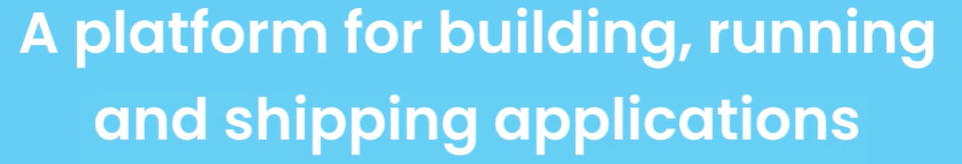 A platform for building, running
and shipping applications